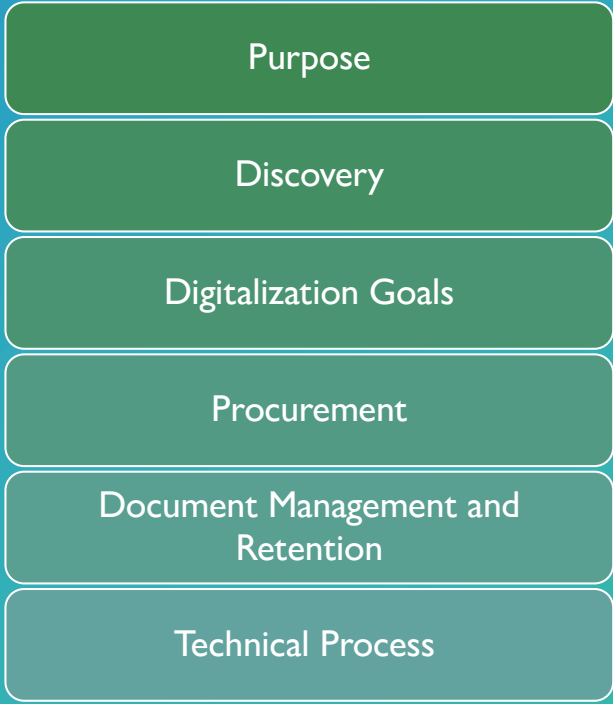 Purpose
Discovery
Digitalization Goals
Procurement
Document Management and
Retention
Technical Process